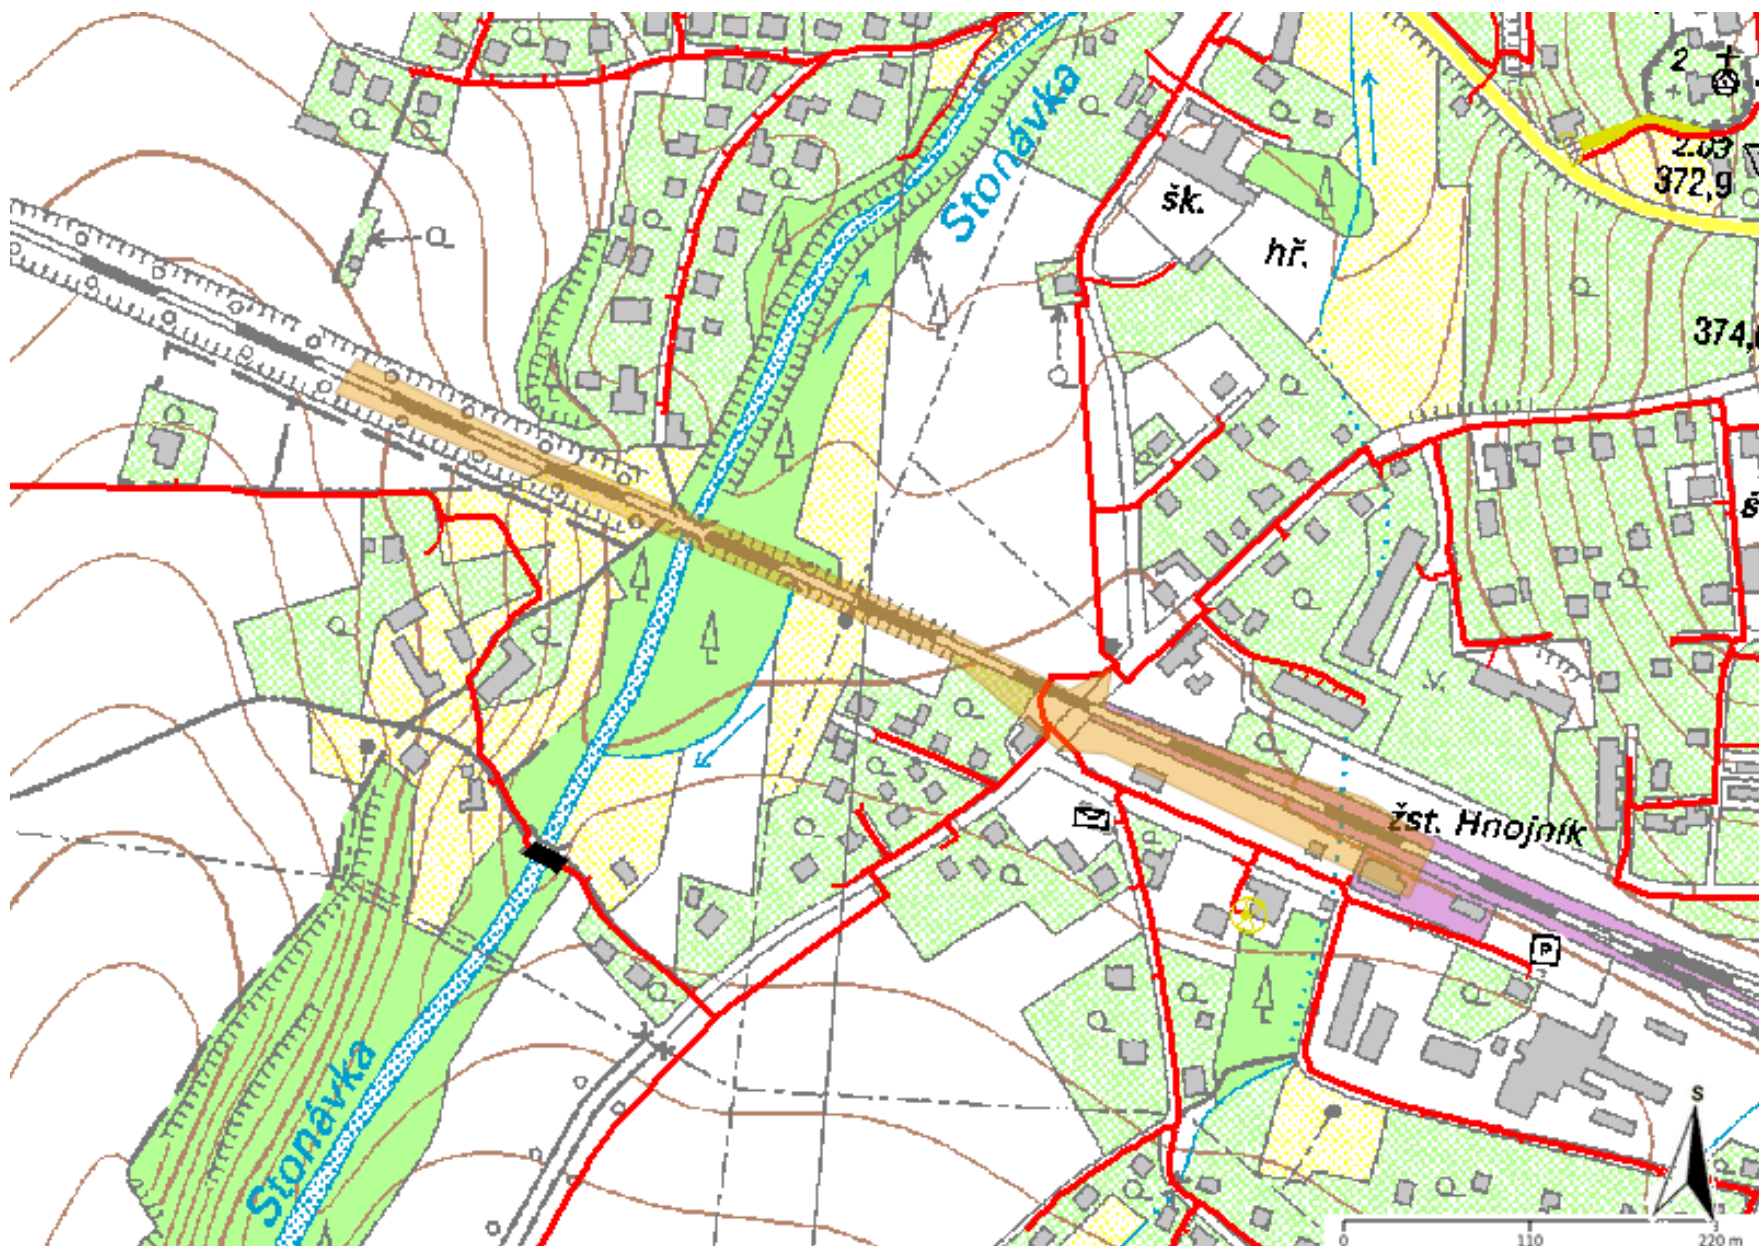 Stonávka
2
2.03
372,9
šk.
hř.
374,
š
žst. Hnojník
P
Stonávka
S
0 110 220 m